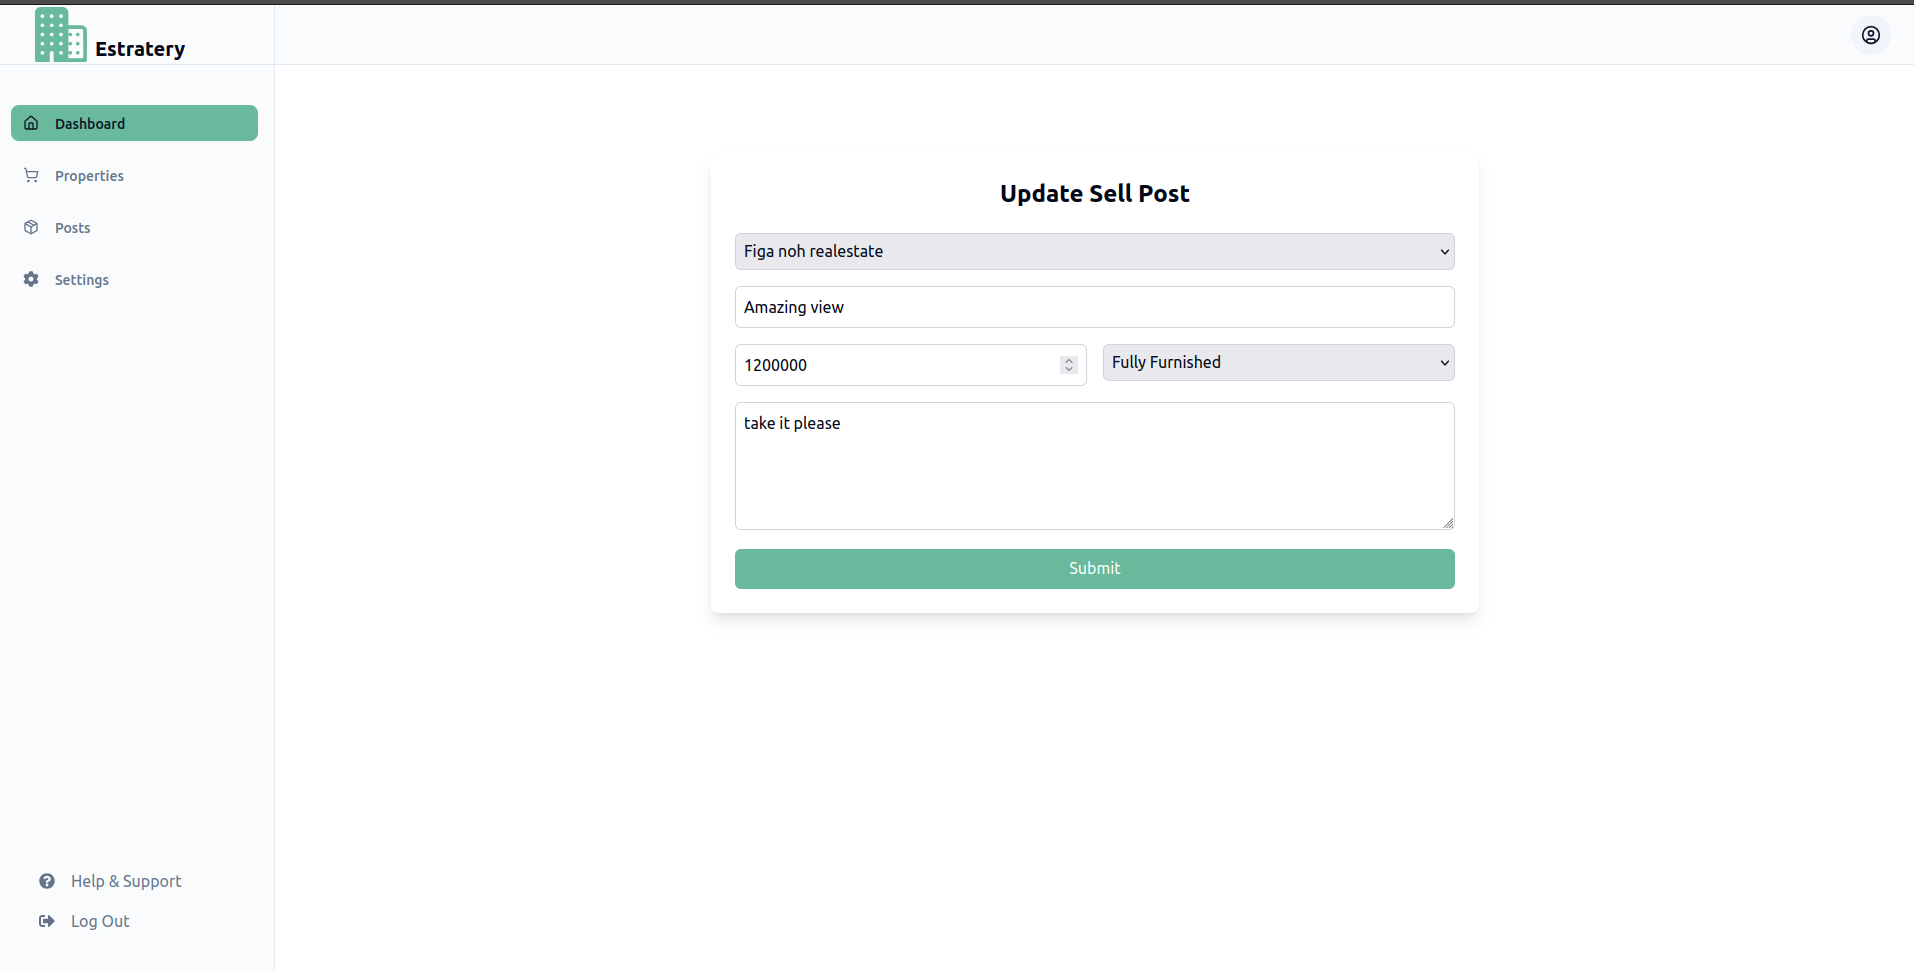 Estratery
Dashboard
Properties
Posts
Settings
Help & Support
Log Out
Update Sell Post
Figa noh realestate
Amazing view
1200000
Fully Furnished
take it please
Submit